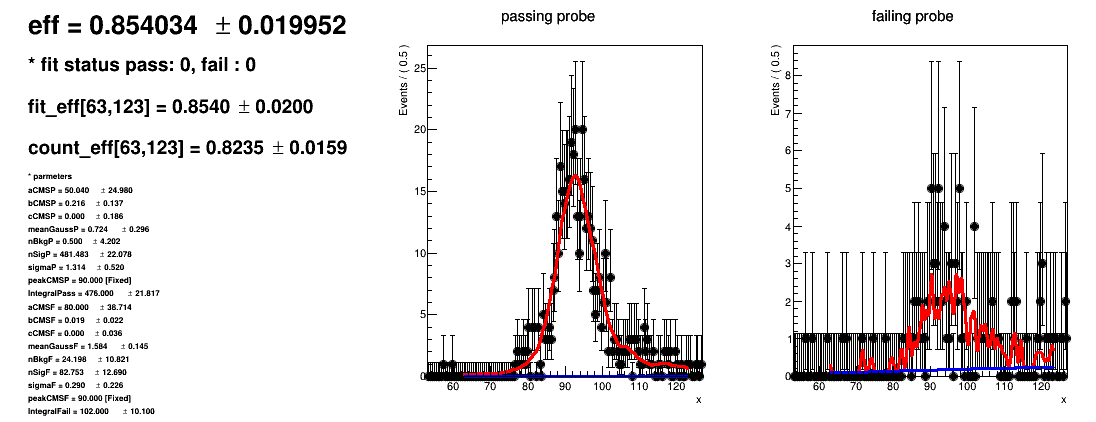 eff = 0.854034 ± 0.019952
* fit status pass: 0, fail : 0
fit_eff[63,123] = 0.8540 ± 0.0200
count_eff[63,123] = 0.8235 ± 0.0159
* parmeters
aCMSP = 50.040 ± 24.980
bCMSP = 0.216 ± 0.137
cCMSP = 0.000 ± 0.186
meanGaussP = 0.724 ± 0.296
nBkgP = 0.500 ± 4.202
nSigP = 481.483 ± 22.078
sigmaP = 1.314 ± 0.520
peakCMSP = 90.000 [Fixed]
IntegralPass = 476.000 ± 21.817
aCMSF = 80.000 ± 38.714
bCMSF = 0.019 ± 0.022
cCMSF = 0.000 ± 0.036
meanGaussF = 1.584 ± 0.145
nBkgF = 24.198 ± 10.821
nSigF = 82.753 ± 12.690
sigmaF = 0.290 ± 0.226
peakCMSF = 90.000 [Fixed]
IntegralFail = 102.000 ± 10.100
passing probe
Events / ( 0.5 )
25
20
15
10
5
0
60 70 80 90 100 110 120
x
failing probe
Events / ( 0.5 )
8
7
6
5
4
3
2
1
0
60 70 80 90 100 110 120
x